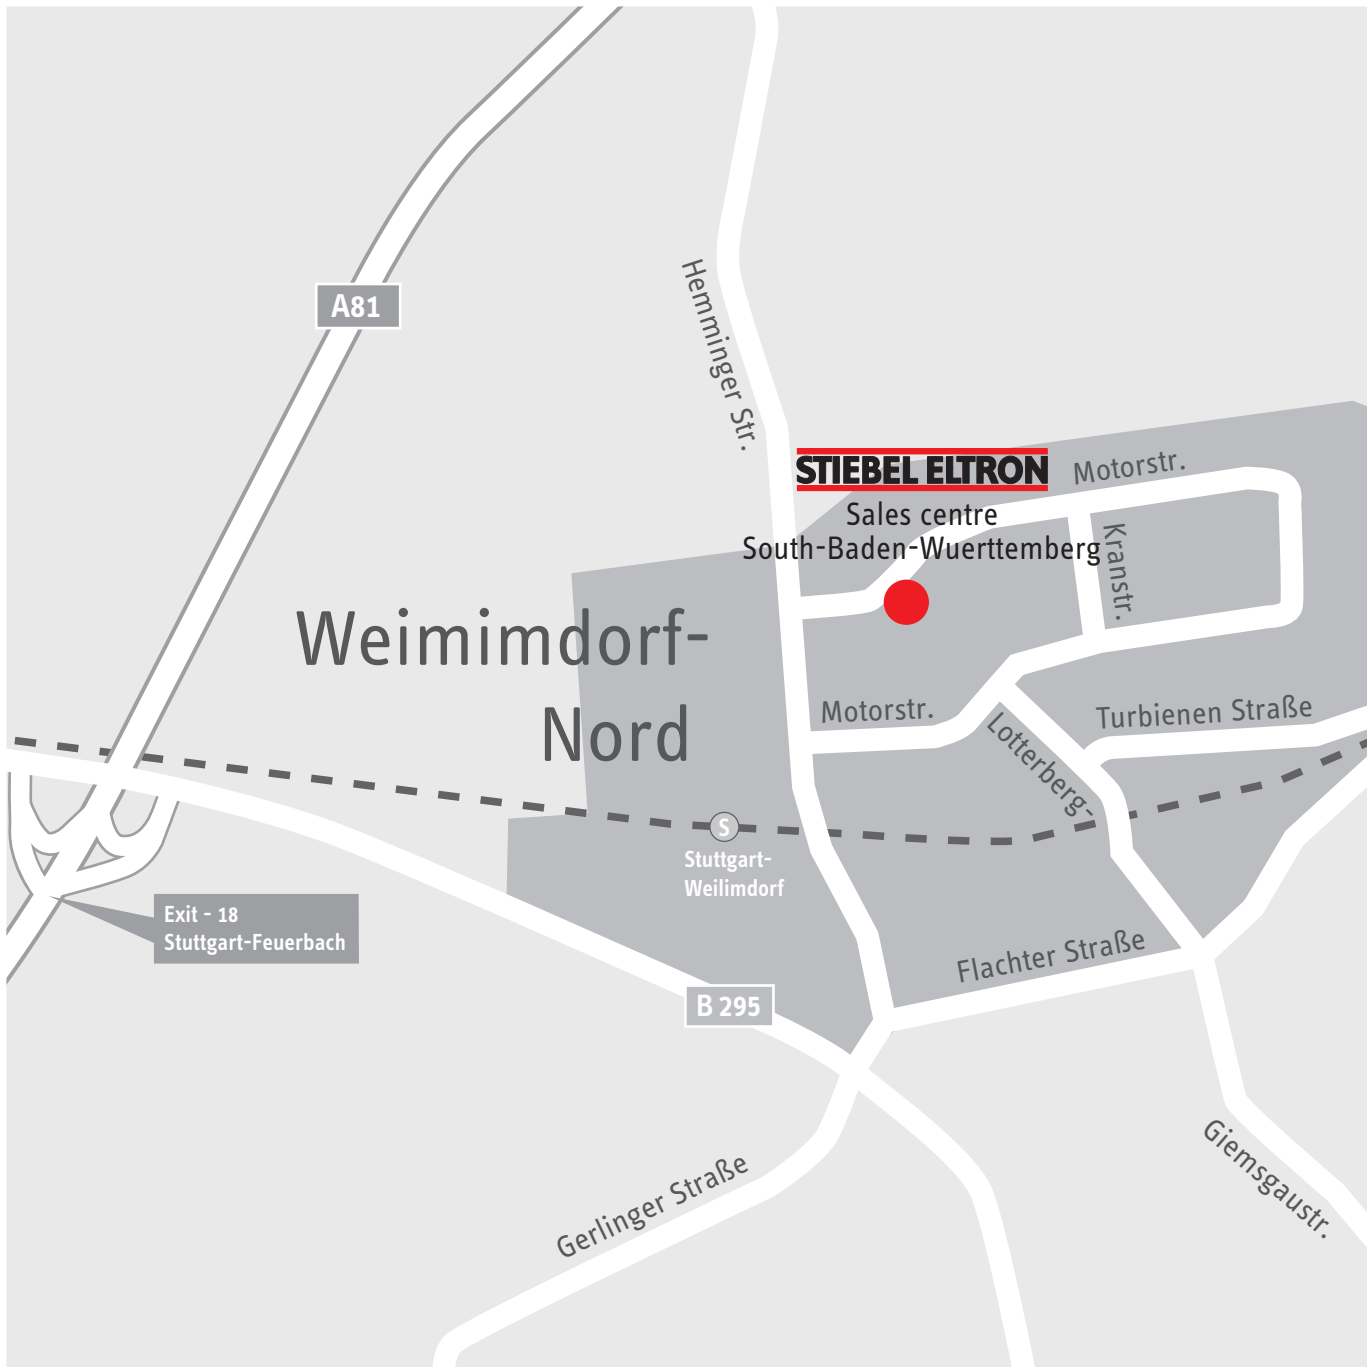 A81
Hemminger Str.
STIEBEL ELTRON
Sales centre
South-Baden-Wuerttemberg
Motorstr.
Kranstr.
Weimimdorf-
Nord
Motorstr.
Turbienen Straße
Lotterberg-
S
Stuttgart-
Weilimdorf
Exit - 18
Stuttgart-Feuerbach
Flachter Straße
B 295
Gerlinger Straße
Giemsgaustr.